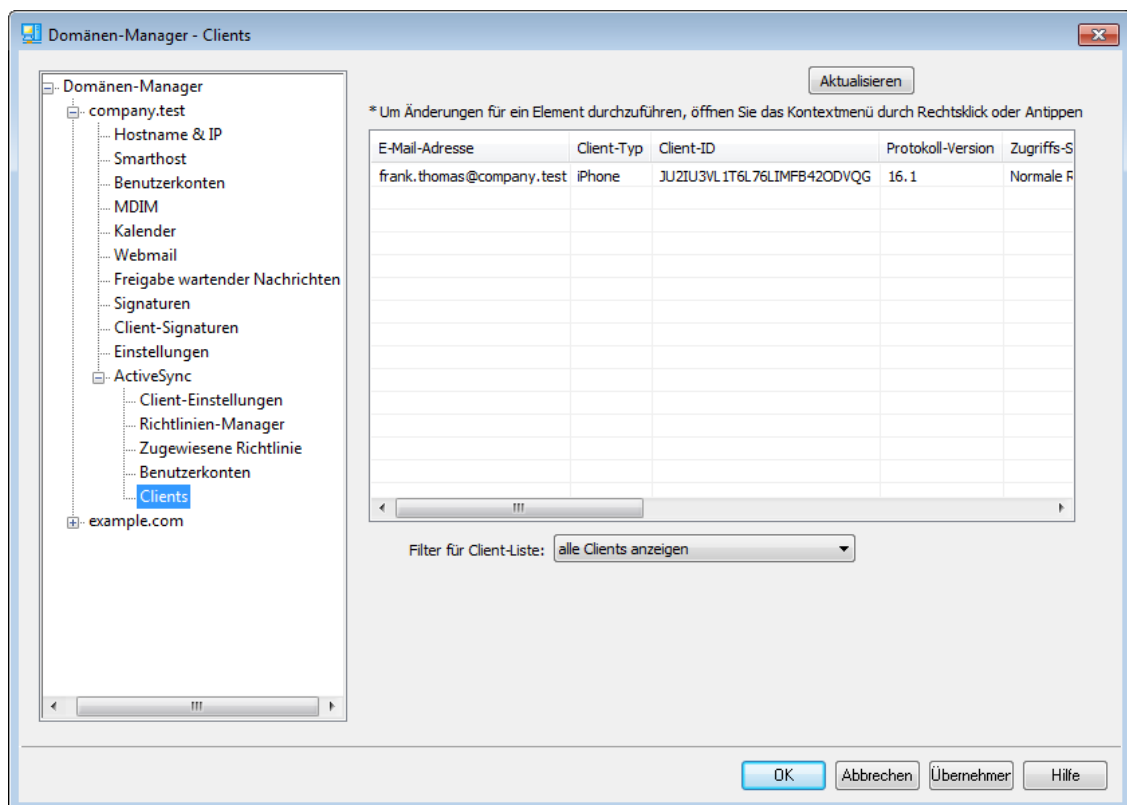 Domänen-Manager - Clients
Domänen-Manager
company.test
Hostname & IP
Smarthost
Benutzerkonten
MDIM
Kalender
Webmail
Freigabe wartender Nachrichten
Signaturen
Client-Signaturen
Einstellungen
ActiveSync
Client-Einstellungen
Richtlinien-Manager
Zugewiesene Richtlinie
Benutzerkonten
Clients
example.com
Aktualisieren
* Um Änderungen für ein Element durchzuführen, öffnen Sie das Kontextmenü durch Rechtsklick oder Antippen
E-Mail-Adresse Client-Typ Client-ID Protokoll-Version Zugriffs-S
frank.thomas@company.test iPhone JU2IU3VL1T6L76LIMFB42ODVQG 16.1 Normale R
Filter für Client-Liste: alle Clients anzeigen
OK Abbrechen Übernehmer Hilfe